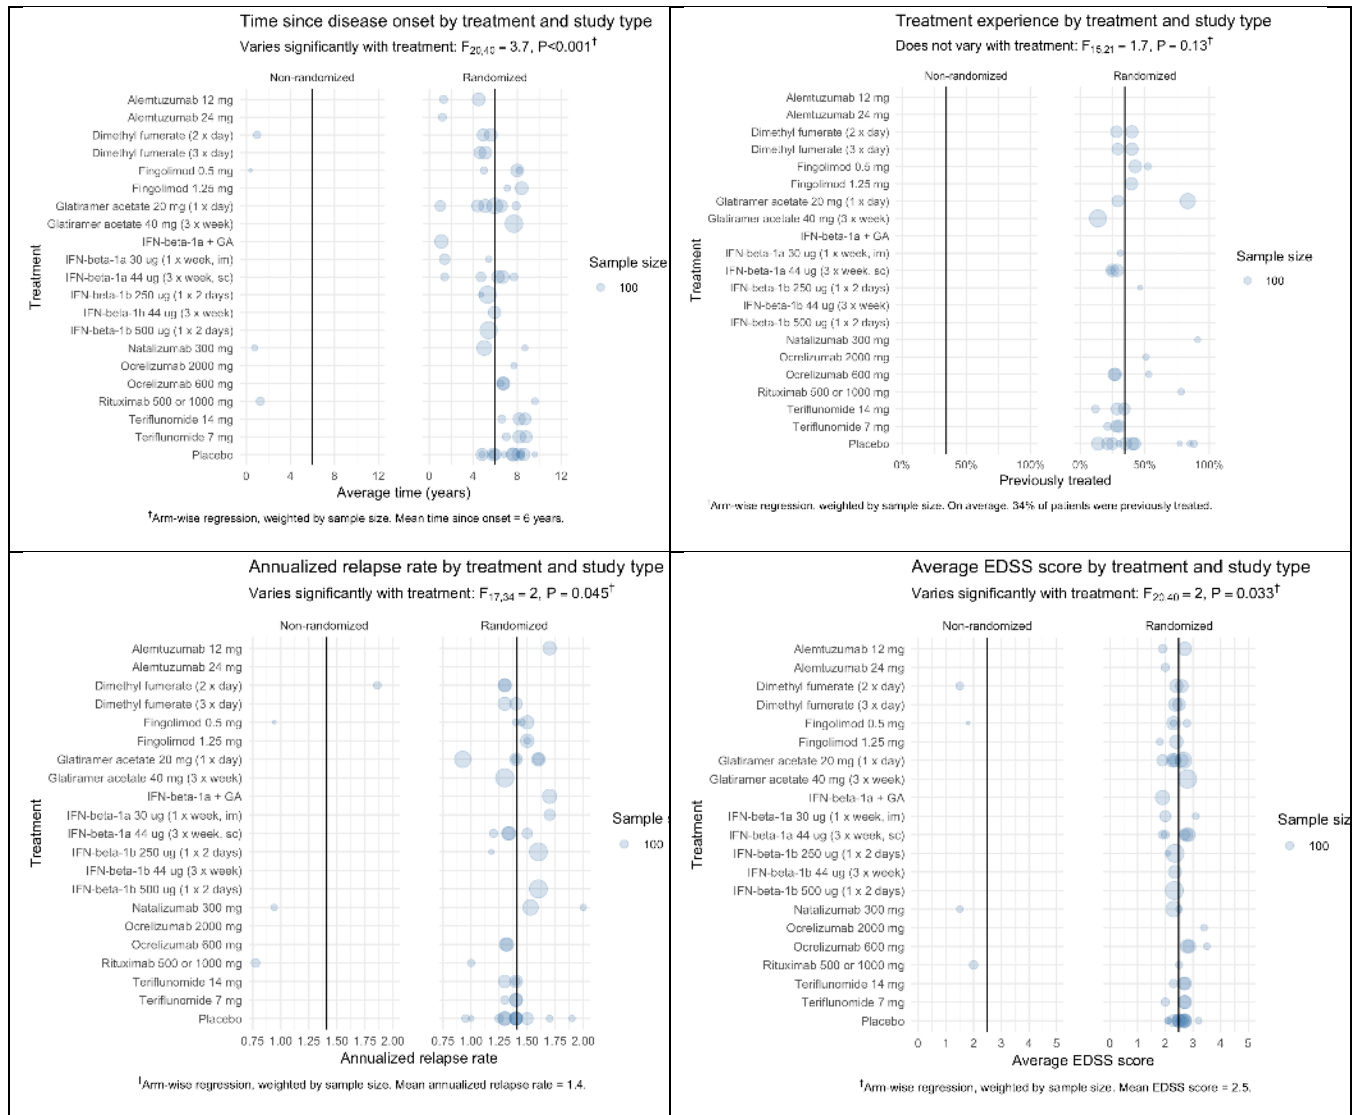 Time since disease onset by treatment and study type
Varies significantly with treatment: F20,40 = 3.7, P<0.001†
Non-randomized
Randomized
Treatment
Alemtuzumab 12 mg
Alemtuzumab 24 mg
Dimethyl fumerate (2 x day)
Dimethyl fumerate (3 x day)
Fingolimod 0.5 mg
Fingolimod 1.25 mg
Glatiramer acetate 20 mg (1 x day)
Glatiramer acetate 40 mg (3 x week)
IFN-beta-1a + GA
IFN-beta-1a 30 ug (1 x week, im)
IFN-beta-1a 44 ug (3 x week, sc)
IFN-beta-1b 250 ug (1 x 2 days)
IFN-beta-1b 44 ug (3 x week)
IFN-beta-1b 500 ug (1 x 2 days)
Natalizumab 300 mg
Ocrelizumab 2000 mg
Ocrelizumab 600 mg
Rituximab 500 or 1000 mg
Teriflunomide 14 mg
Teriflunomide 7 mg
Placebo
Sample size
100
0 4 8 12 0 4 8 12
Average time (years)
†Arm-wise regression, weighted by sample size. Mean time since onset = 6 years.
Treatment experience by treatment and study type
Does not vary with treatment: F15,21 = 1.7, P = 0.13†
Non-randomized
Randomized
Treatment
Alemtuzumab 12 mg
Alemtuzumab 24 mg
Dimethyl fumerate (2 x day)
Dimethyl fumerate (3 x day)
Fingolimod 0.5 mg
Fingolimod 1.25 mg
Glatiramer acetate 20 mg (1 x day)
Glatiramer acetate 40 mg (3 x week)
IFN-beta-1a + GA
IFN-beta-1a 30 ug (1 x week, im)
IFN-beta-1a 44 ug (3 x week, sc)
IFN-beta-1b 250 ug (1 x 2 days)
IFN-beta-1b 44 ug (3 x week)
IFN-beta-1b 500 ug (1 x 2 days)
Natalizumab 300 mg
Ocrelizumab 2000 mg
Ocrelizumab 600 mg
Rituximab 500 or 1000 mg
Teriflunomide 14 mg
Teriflunomide 7 mg
Placebo
Sample size
100
0% 50% 100% 0% 50% 100%
Previously treated
†Arm-wise regression, weighted by sample size. On average, 34% of patients were previously treated.
Annualized relapse rate by treatment and study type
Varies significantly with treatment: F17,34 = 2, P = 0.045†
Non-randomized
Randomized
Treatment
Alemtuzumab 12 mg
Alemtuzumab 24 mg
Dimethyl fumerate (2 x day)
Dimethyl fumerate (3 x day)
Fingolimod 0.5 mg
Fingolimod 1.25 mg
Glatiramer acetate 20 mg (1 x day)
Glatiramer acetate 40 mg (3 x week)
IFN-beta-1a + GA
IFN-beta-1a 30 ug (1 x week, im)
IFN-beta-1a 44 ug (3 x week, sc)
IFN-beta-1b 250 ug (1 x 2 days)
IFN-beta-1b 44 ug (3 x week)
IFN-beta-1b 500 ug (1 x 2 days)
Natalizumab 300 mg
Ocrelizumab 2000 mg
Ocrelizumab 600 mg
Rituximab 500 or 1000 mg
Teriflunomide 14 mg
Teriflunomide 7 mg
Placebo
Sample s
100
0.75 1.00 1.25 1.50 1.75 2.00 0.75 1.00 1.25 1.50 1.75 2.00
Annualized relapse rate
†Arm-wise regression, weighted by sample size. Mean annualized relapse rate = 1.4.
Average EDSS score by treatment and study type
Varies significantly with treatment: F20,40 = 2, P = 0.033†
Non-randomized
Randomized
Treatment
Alemtuzumab 12 mg
Alemtuzumab 24 mg
Dimethyl fumerate (2 x day)
Dimethyl fumerate (3 x day)
Fingolimod 0.5 mg
Fingolimod 1.25 mg
Glatiramer acetate 20 mg (1 x day)
Glatiramer acetate 40 mg (3 x week)
IFN-beta-1a + GA
IFN-beta-1a 30 ug (1 x week, im)
IFN-beta-1a 44 ug (3 x week, sc)
IFN-beta-1b 250 ug (1 x 2 days)
IFN-beta-1b 44 ug (3 x week)
IFN-beta-1b 500 ug (1 x 2 days)
Natalizumab 300 mg
Ocrelizumab 2000 mg
Ocrelizumab 600 mg
Rituximab 500 or 1000 mg
Teriflunomide 14 mg
Teriflunomide 7 mg
Placebo
Sample siz
100
0 1 2 3 4 5 0 1 2 3 4 5
Average EDSS score
†Arm-wise regression, weighted by sample size. Mean EDSS score = 2.5.